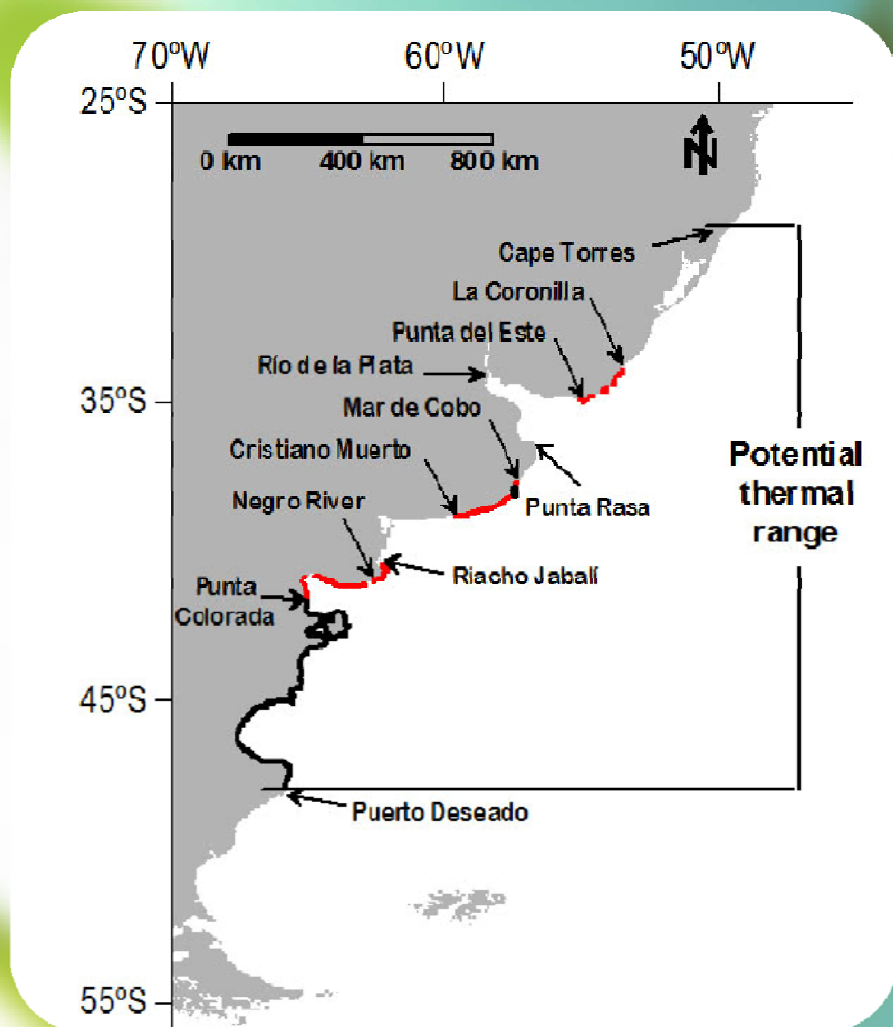 70ºW 60ºW 50ºW
25ºS
0 km 400 km 800 km
N
Cape Torres
La Coronilla
Punta del Este
Río de la Plata
35ºS
Mar de Cobo
Cristiano Muerto
Potential
thermal
range
Negro River
Punta Rasa
Riacho Jabalí
Punta
Colorada
45ºS
Puerto Deseado
55ºS